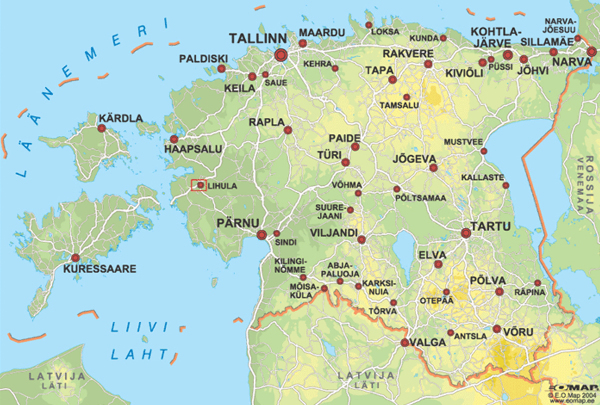 LÄÄNEMERI
TALLINN
MAARDU
LOKSA
KUNDA
NARVA-
JÕESUU
KOHTLA-
JÄRVE
SILLAMÄE
NARVA
PALDISKI
KEILA
SAUE
KEHRA
RAKVERE
TAPA
KIVIÕLI
PÜSSI
JÕHVI
TAMSALU
KÄRDLA
HAAPSALU
RAPLA
PAIDE
TÜRI
JÕGEVA
MUSTVEE
KALLASTE
ROSSIJA
VENEMAA
LIHULA
VÕHMA
PÕLTSAMAA
SUURE-
JAANI
PÄRNU
SINDI
VILJANDI
TARTU
KURESSAARE
KILINGI-
NÕMME
MÕISA-
KÜLA
ABJA-
PALUOJA
KARKSI-
NUIA
TÕRVA
ELVA
OTEPÄÄ
PÕLVA
RÄPINA
LIIVI
LAHT
VALGA
ANTSLA
VÕRU
LATVIJA
LÄTI
LATVIJA
LÄTI
EOMAP
© E.O.Map 2004
www.eomap.ee